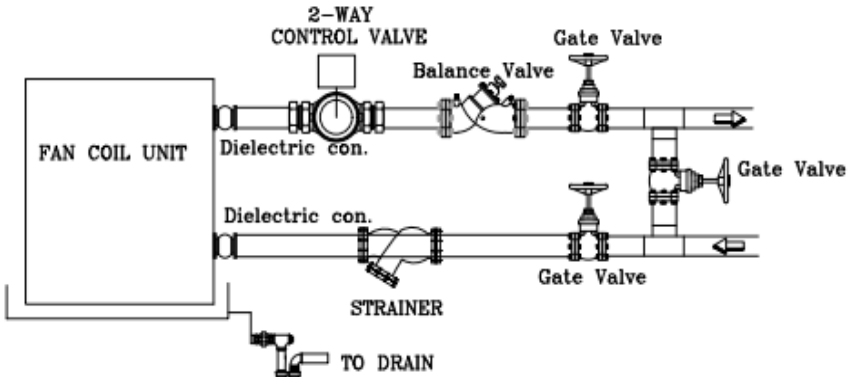 2-WAY
CONTROL VALVE
Gate Valve
Balance Valve
FAN COIL UNIT
Dielectric con.
Gate Valve
Dielectric con.
Gate Valve
STRAINER
TO DRAIN